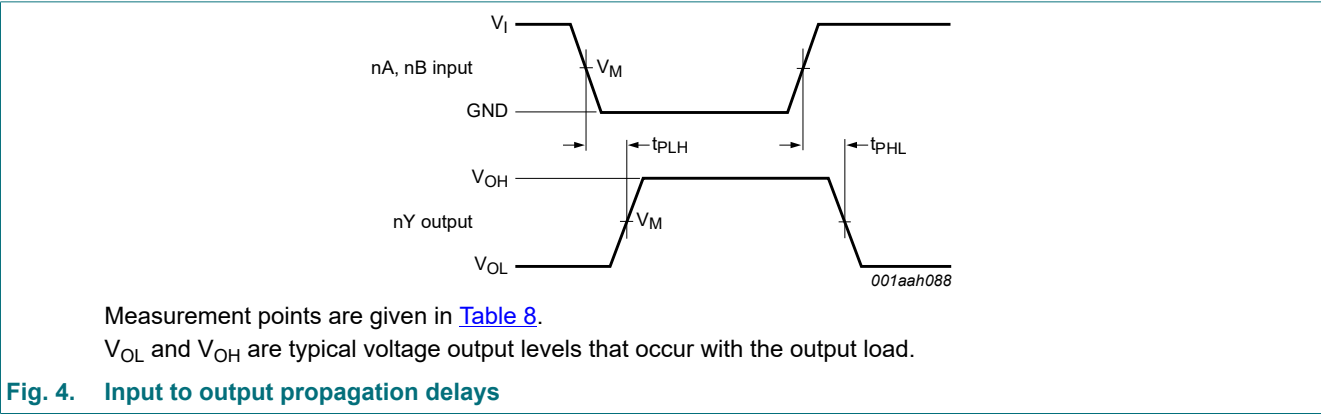 VI
nA, nB input
VM
GND
tPLH
tPHL
VOH
nY output
VM
VOL
001aah088
Measurement points are given in Table 8.
VOL and VOH are typical voltage output levels that occur with the output load.
Fig. 4. Input to output propagation delays